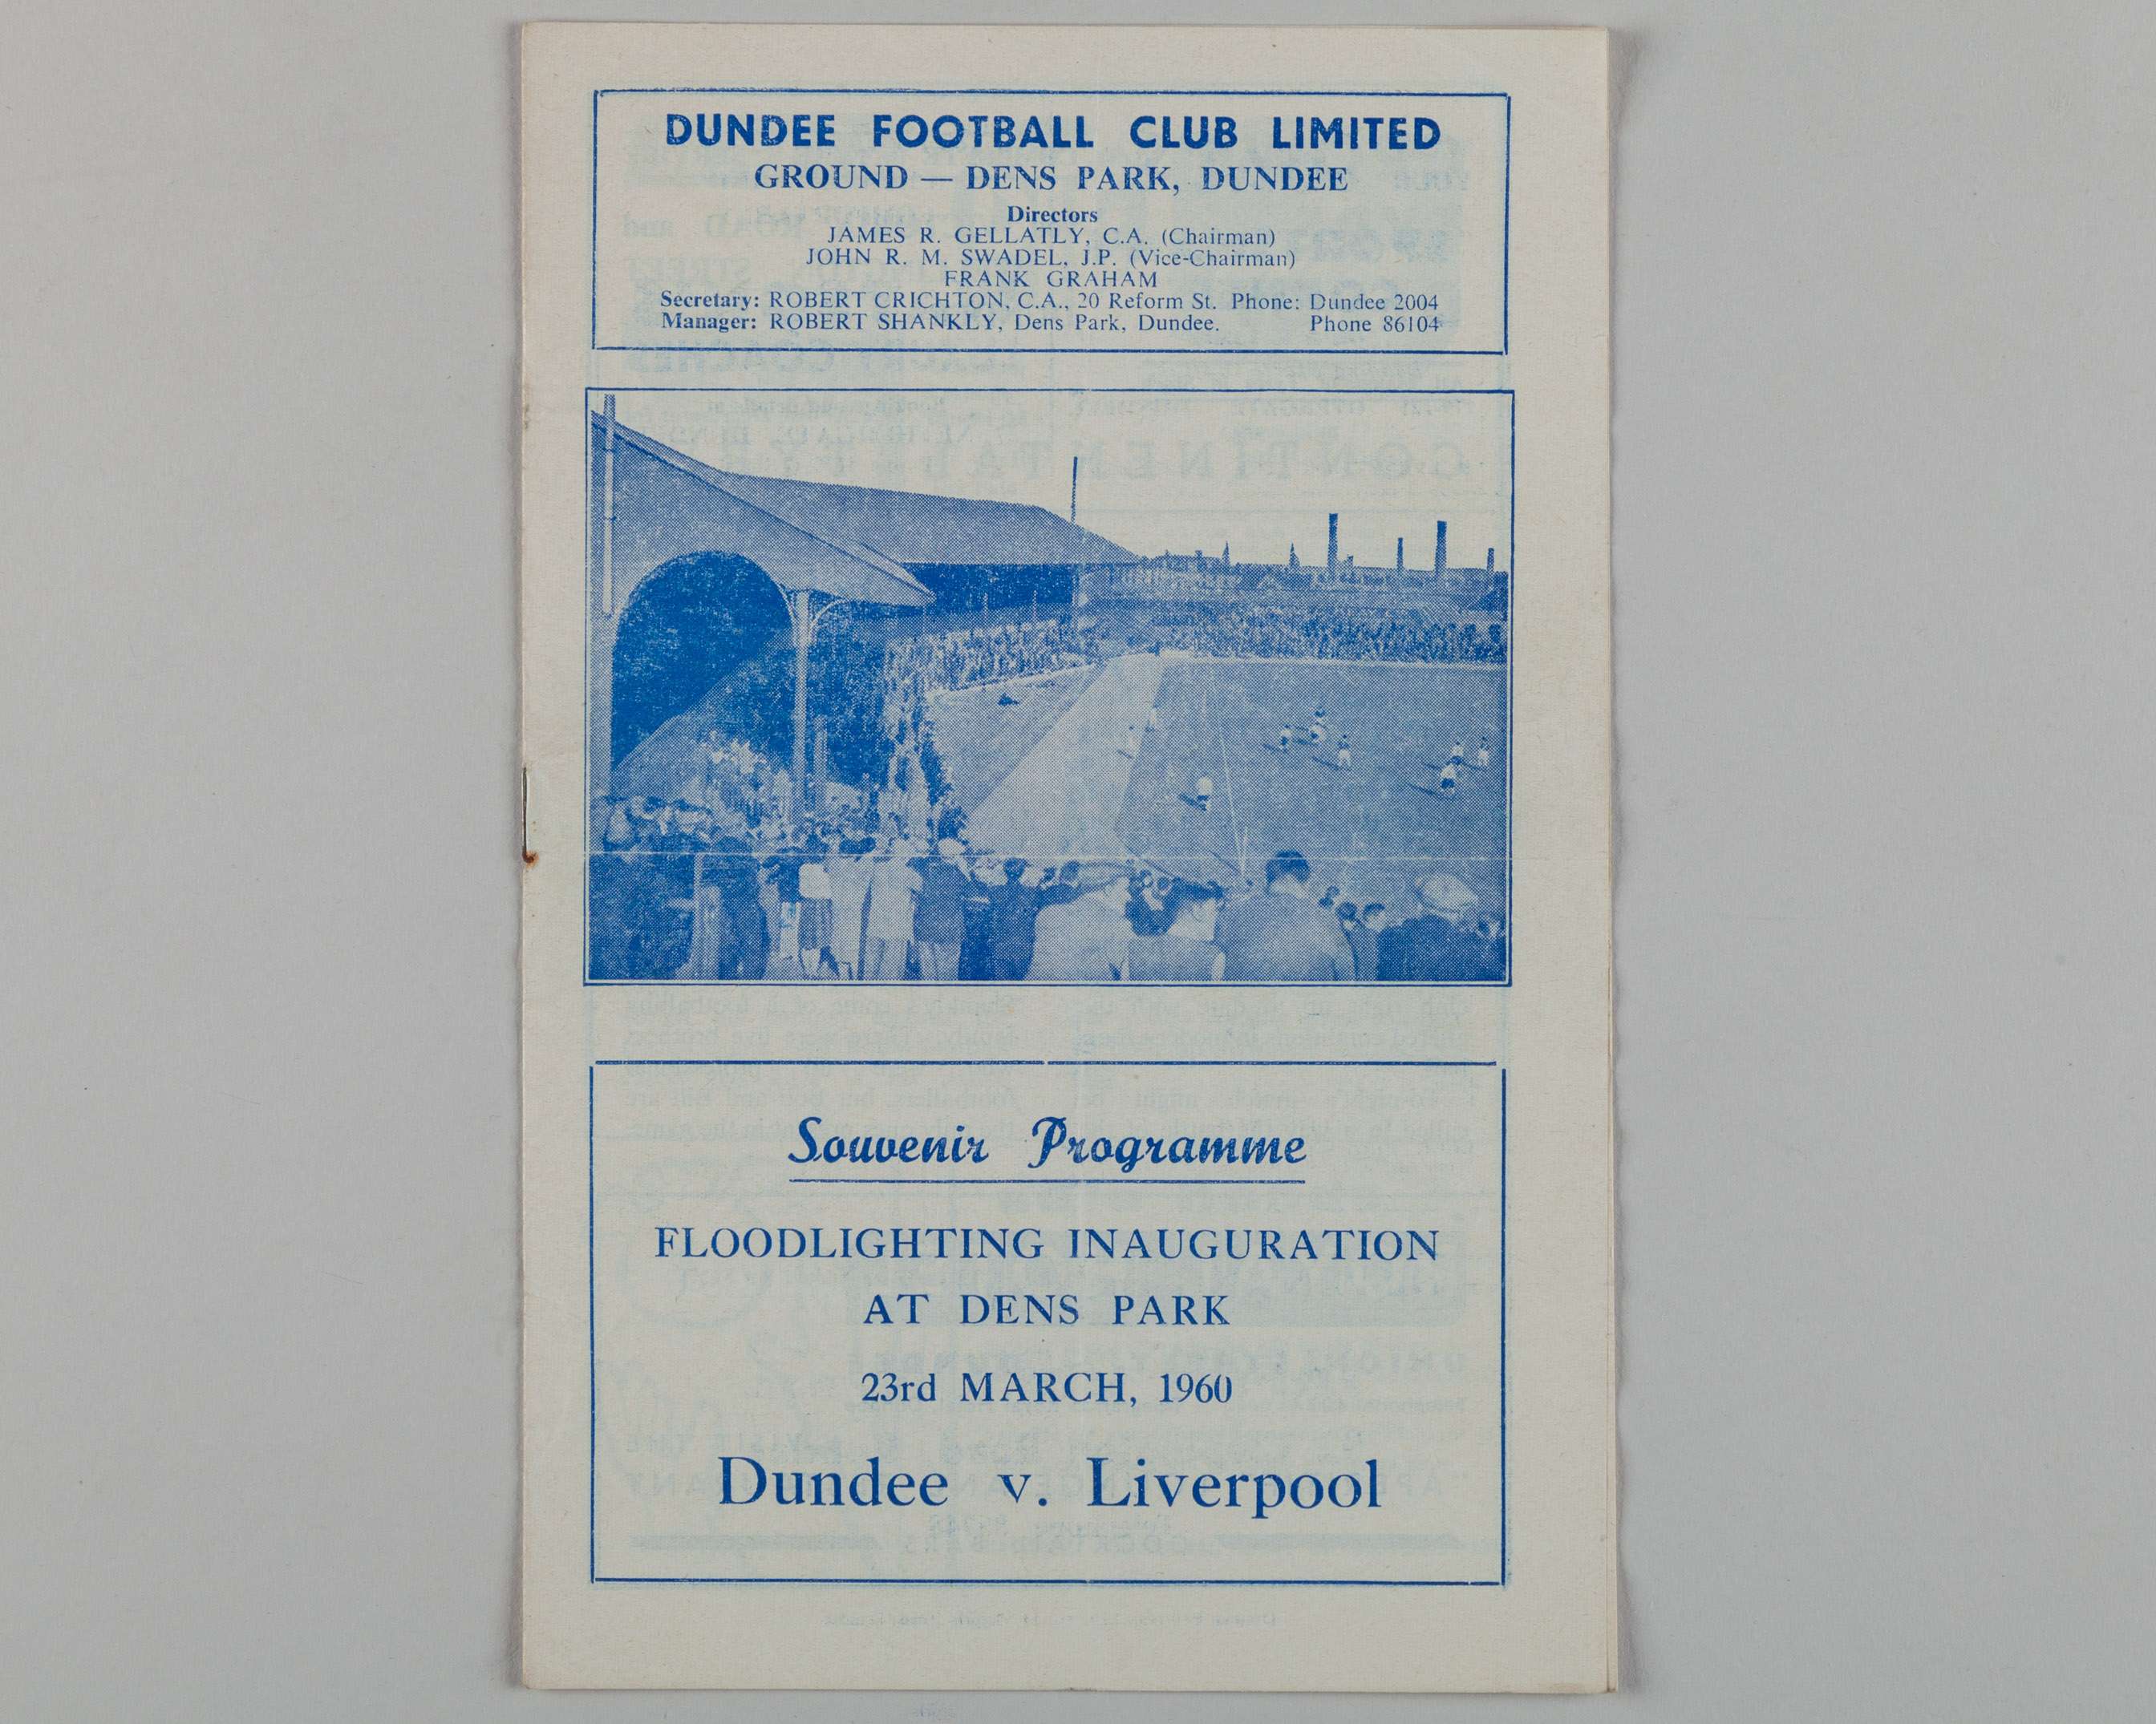 DUNDEE FOOTBALL CLUB LIMITED
GROUND — DENS PARK, DUNDEE
Directors
JAMES R. GELLATLY, C.A. (Chairman)
JOHN R. M. SWADEL, J.P. (Vice-Chairman)
FRANK GRAHAM
Secretary: ROBERT CRICHTON, C.A., 20 Reform St. Phone: Dundee 2004
Manager: ROBERT SHANKLY, Dens Park, Dundee. Phone 86104
Souvenir Programme
FLOODLIGHTING INAUGURATION
AT DENS PARK
23rd MARCH, 1960
Dundee v. Liverpool